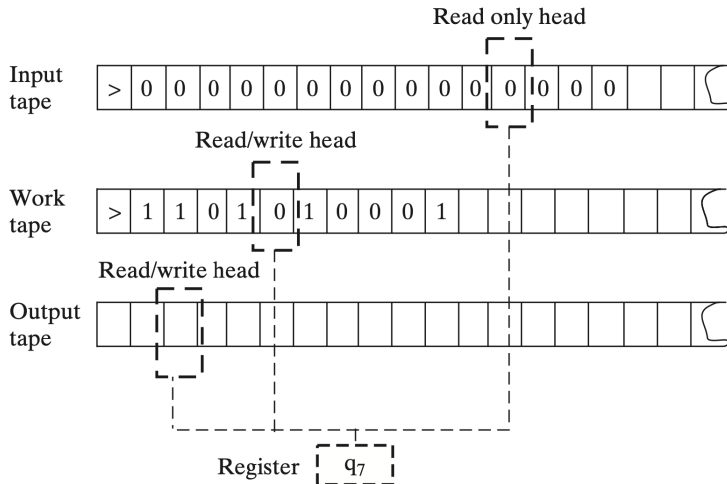 Read only head
Input tape
> 0 0 0 0 0 0 0 0 0 0 0 0 0 0 0
Read/write head
Work tape
> 1 1 0 1 0 1 0 0 0 1
Read/write head
Output tape
Register q7